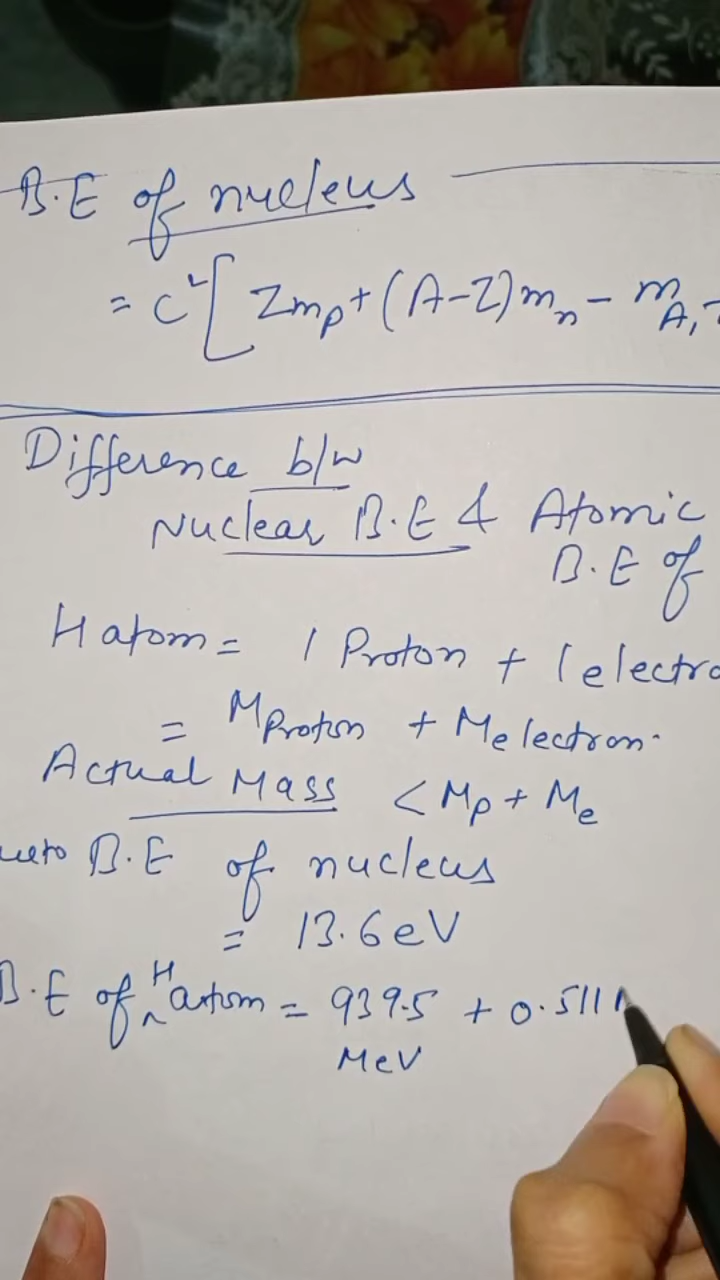 B.E of nucleus
= c²[ Zmp + (A-Z)mn - mA,
Difference b/w
Nuclear B.E & Atomic
B.E of
H atom = 1 Proton + 1 electro
= MProton + Melectron.
Actual Mass < Mp + Me
B.E of nucleus
= 13.6eV
B.E of H atom = 939.5 + 0.511
MeV